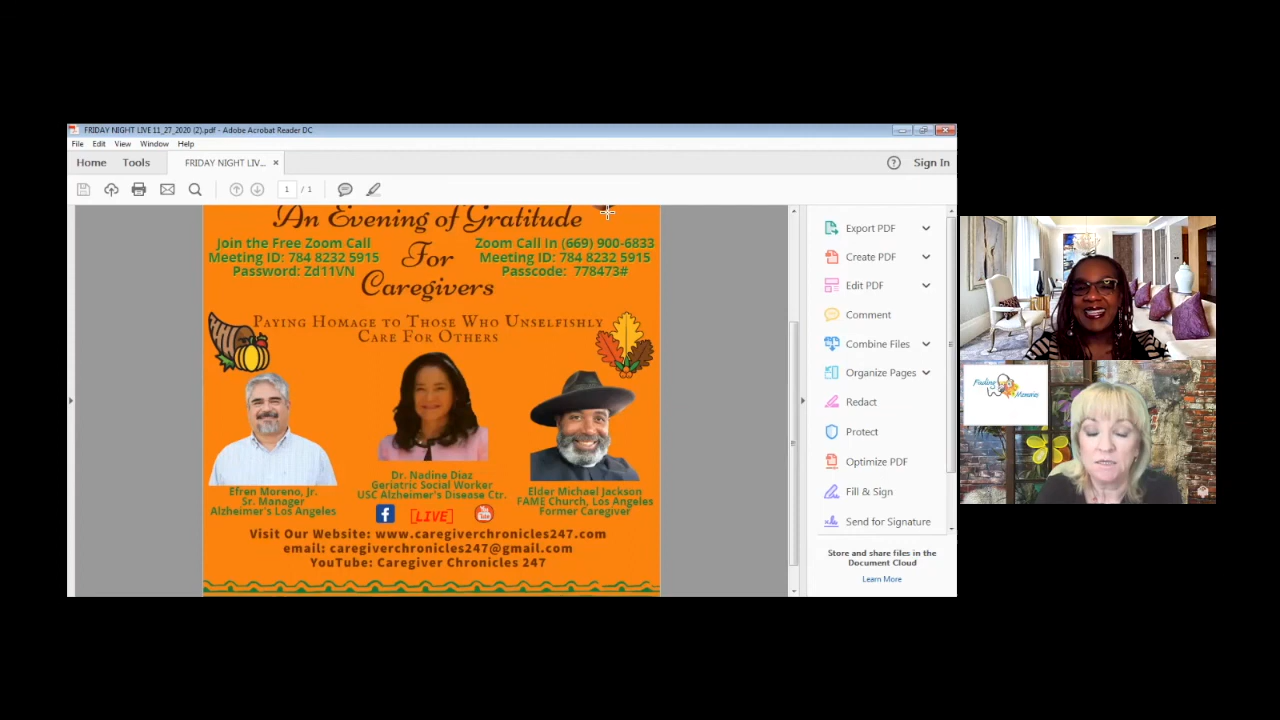 FRIDAY NIGHT LIVE 11_27_2020 (2).pdf - Adobe Acrobat Reader DC
File Edit View Window Help
Home Tools FRIDAY NIGHT LIV... × Sign In
1 / 1
An Evening of Gratitude
For
Caregivers
Join the Free Zoom Call
Meeting ID: 784 8232 5915
Password: Zd11VN
Zoom Call In (669) 900-6833
Meeting ID: 784 8232 5915
Passcode: 778473#
Paying Homage to Those Who Unselfishly
Care For Others
Efren Moreno, Jr.
Sr. Manager
Alzheimer's Los Angeles
Dr. Nadine Diaz
Geriatric Social Worker
USC Alzheimer's Disease Ctr.
Elder Michael Jackson
FAME Church, Los Angeles
Former Caregiver
[LIVE]
Visit Our Website: www.caregiverchronicles247.com
email: caregiverchronicles247@gmail.com
YouTube: Caregiver Chronicles 247
Export PDF
Create PDF
Edit PDF
Comment
Combine Files
Organize Pages
Redact
Protect
Optimize PDF
Fill & Sign
Send for Signature
Store and share files in the
Document Cloud
Learn More
Finding
Memories